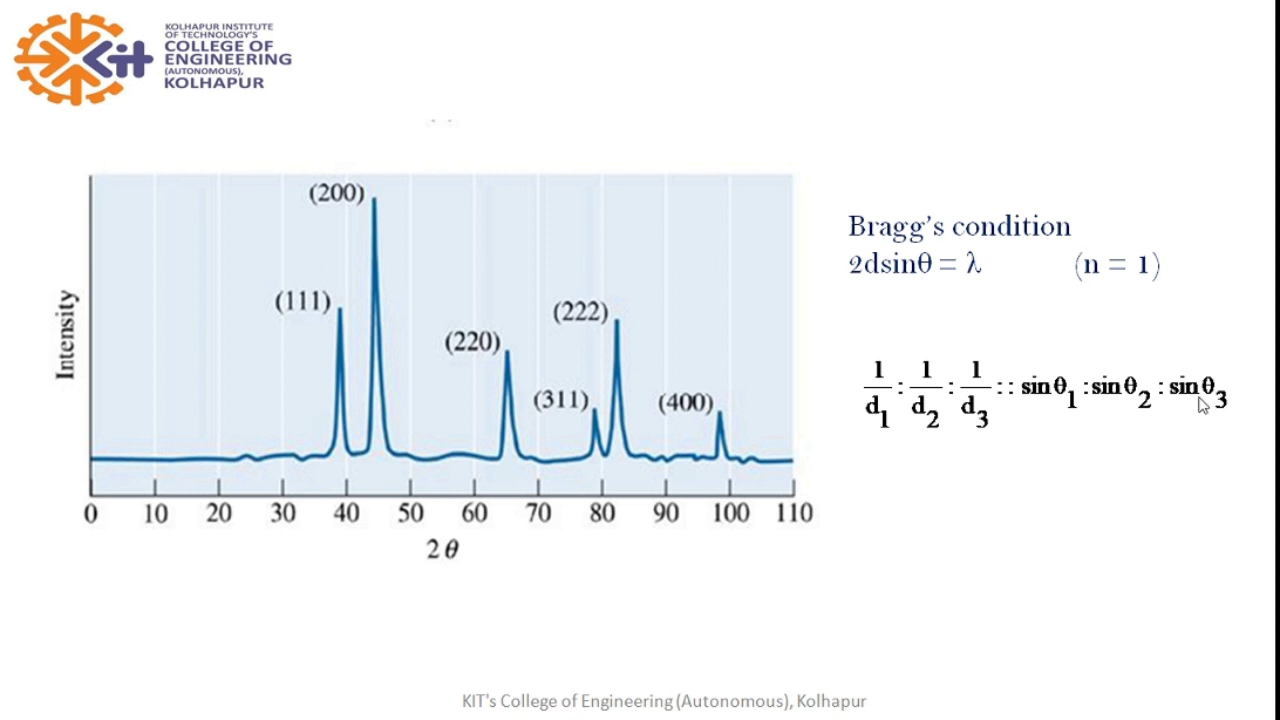 KOLHAPUR INSTITUTE
OF TECHNOLOGY'S
COLLEGE OF
ENGINEERING
(AUTONOMOUS),
KOLHAPUR
Kit
(200)
(111)
(222)
(220)
(311)
(400)
Intensity
0 10 20 30 40 50 60 70 80 90 100 110
2 θ
Bragg's condition
2dsinθ = λ (n = 1)
1/d₁ : 1/d₂ : 1/d₃ :: sinθ₁ : sinθ₂ : sinθ₃
KIT's College of Engineering (Autonomous), Kolhapur